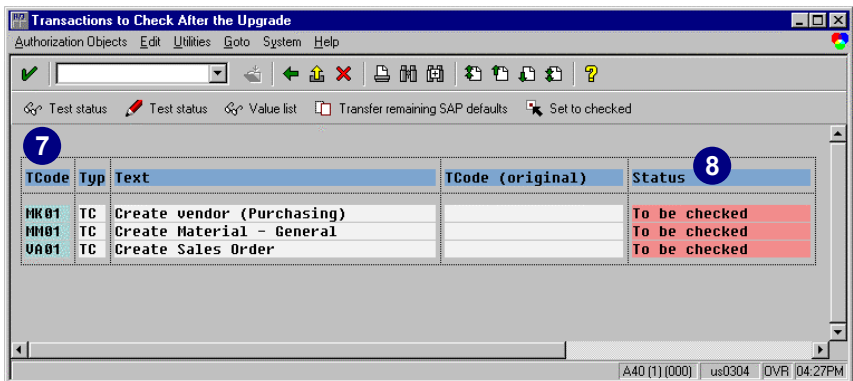 Transactions to Check After the Upgrade
Authorization Objects Edit Utilities Goto System Help
Test status Test status Value list Transfer remaining SAP defaults Set to checked
7
8
TCode Typ Text TCode (original) Status
MK01 TC Create vendor (Purchasing) To be checked
MM01 TC Create Material - General To be checked
VA01 TC Create Sales Order To be checked
A40 (1) (000) us0304 OVR 04:27PM